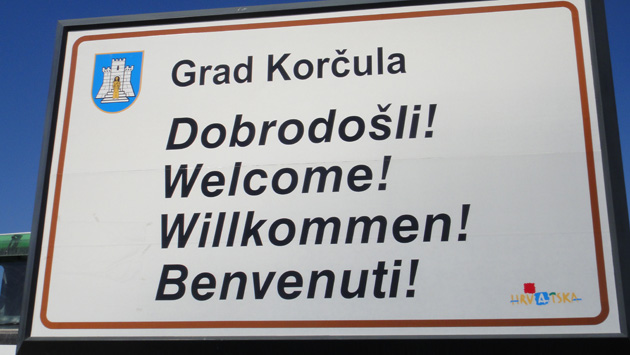 Grad Korčula
Dobrodošli!
Welcome!
Willkommen!
Benvenuti!
HRVATSKA